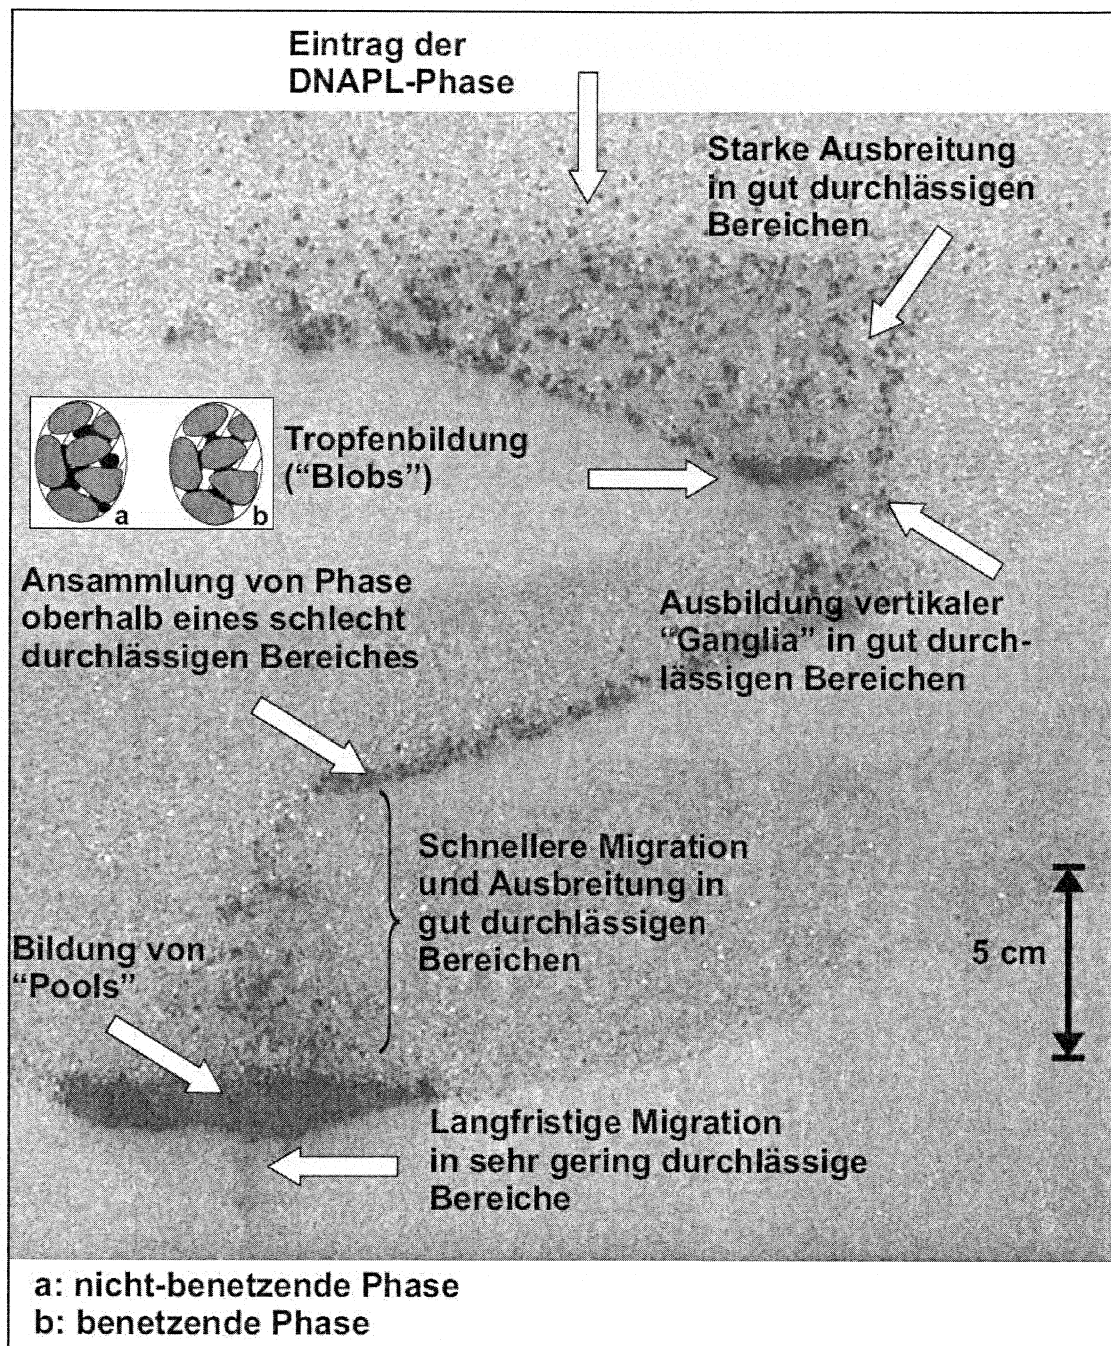 Eintrag der
DNAPL-Phase
Starke Ausbreitung
in gut durchlässigen
Bereichen
a
b
Tropfenbildung
(“Blobs”)
Ansammlung von Phase
oberhalb eines schlecht
durchlässigen Bereiches
Ausbildung vertikaler
“Ganglia” in gut durch-
lässigen Bereichen
Schnellere Migration
und Ausbreitung in
gut durchlässigen
Bereichen
5 cm
Bildung von
“Pools”
Langfristige Migration
in sehr gering durchlässige
Bereiche
a: nicht-benetzende Phase
b: benetzende Phase